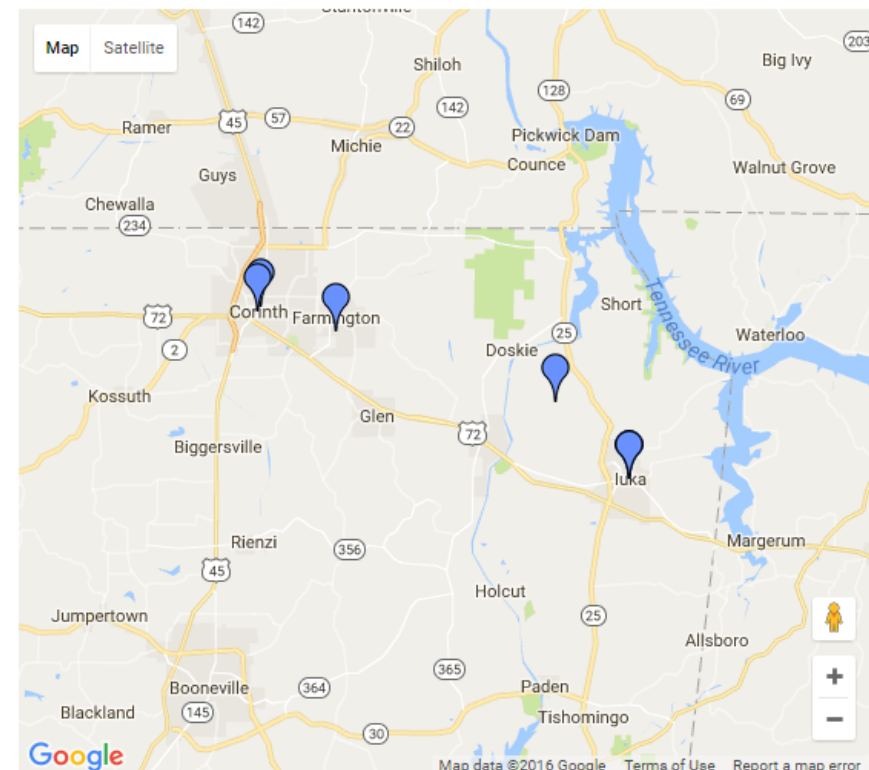 Stantonville
142
Map Satellite
203
Shiloh
Big Ivy
128
69
142
45
57
22
Ramer
Pickwick Dam
Michie
Counce
Walnut Grove
Guys
Chewalla
234
Short
Tennessee River
Corinth
Farmington
72
25
Waterloo
2
Doskie
Kossuth
Glen
72
Biggersville
Iuka
Rienzi
356
Margerum
45
Holcut
Jumpertown
25
Allsboro
365
Booneville
364
Paden
Blackland
145
Tishomingo
30
+
−
Google
Map data ©2016 Google Terms of Use Report a map error